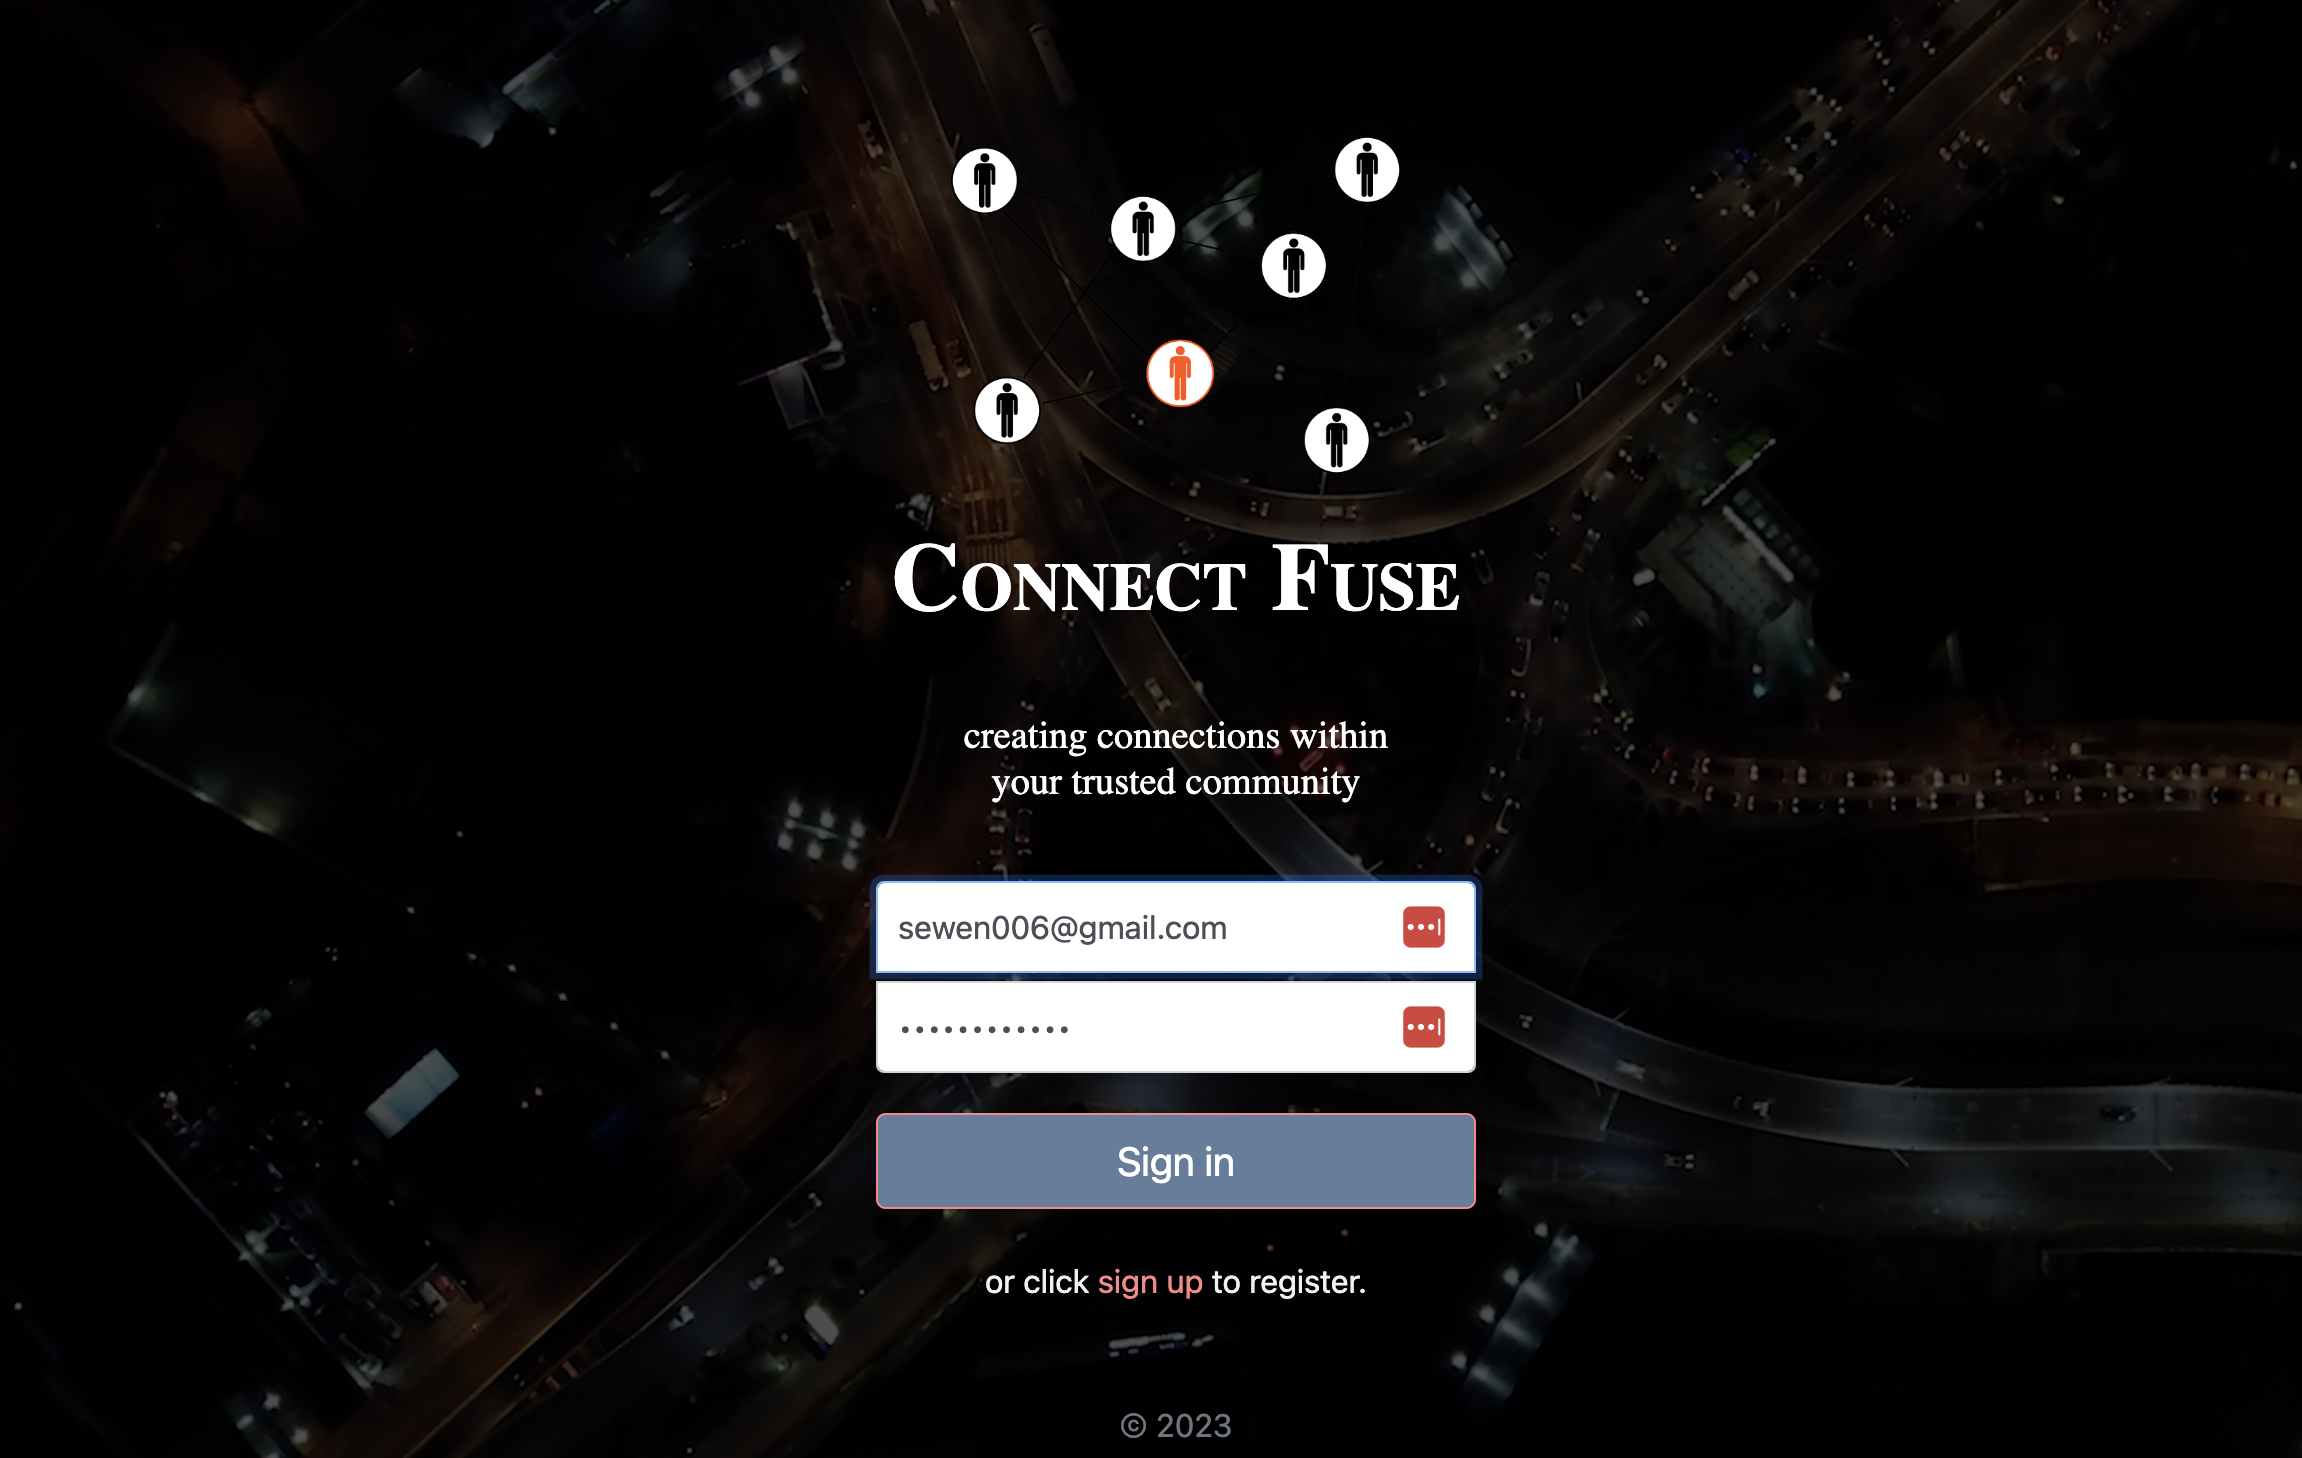 Connect Fuse
creating connections within
your trusted community
sewen006@gmail.com
••••••••••••
Sign in
or click sign up to register.
© 2023